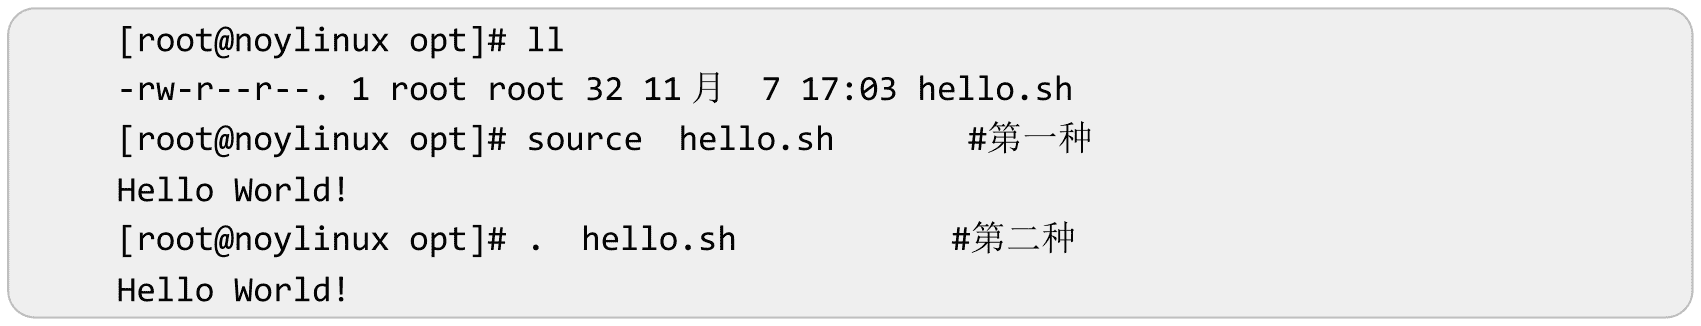 [root@noylinux opt]# ll
-rw-r--r--. 1 root root 32 11月  7 17:03 hello.sh
[root@noylinux opt]# source  hello.sh       #第一种
Hello World!
[root@noylinux opt]# .  hello.sh           #第二种
Hello World!